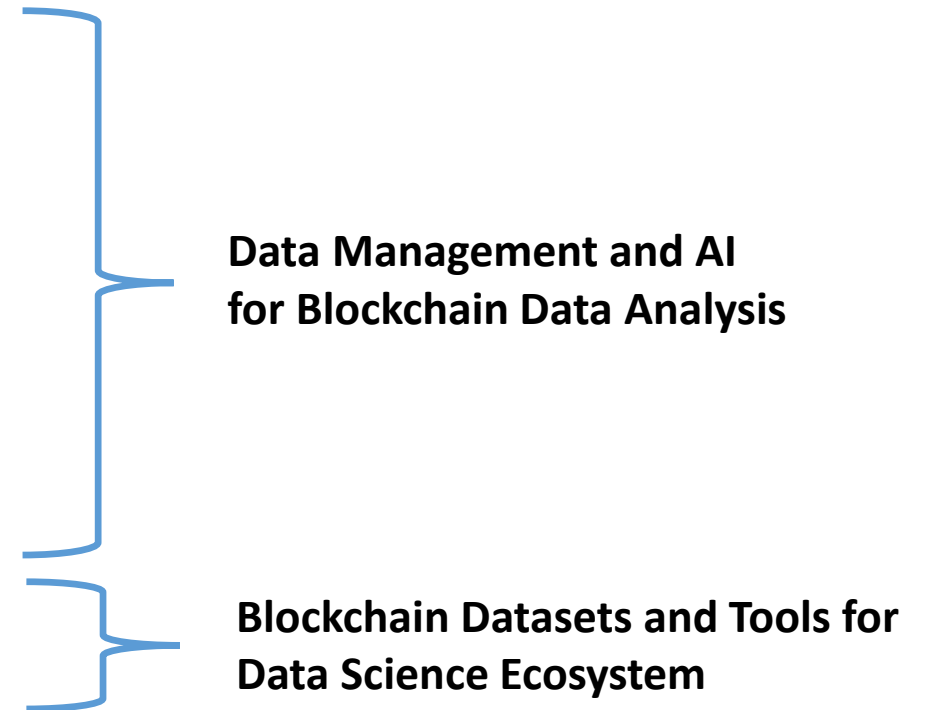 Data Management and AI
for Blockchain Data Analysis
Blockchain Datasets and Tools for
Data Science Ecosystem